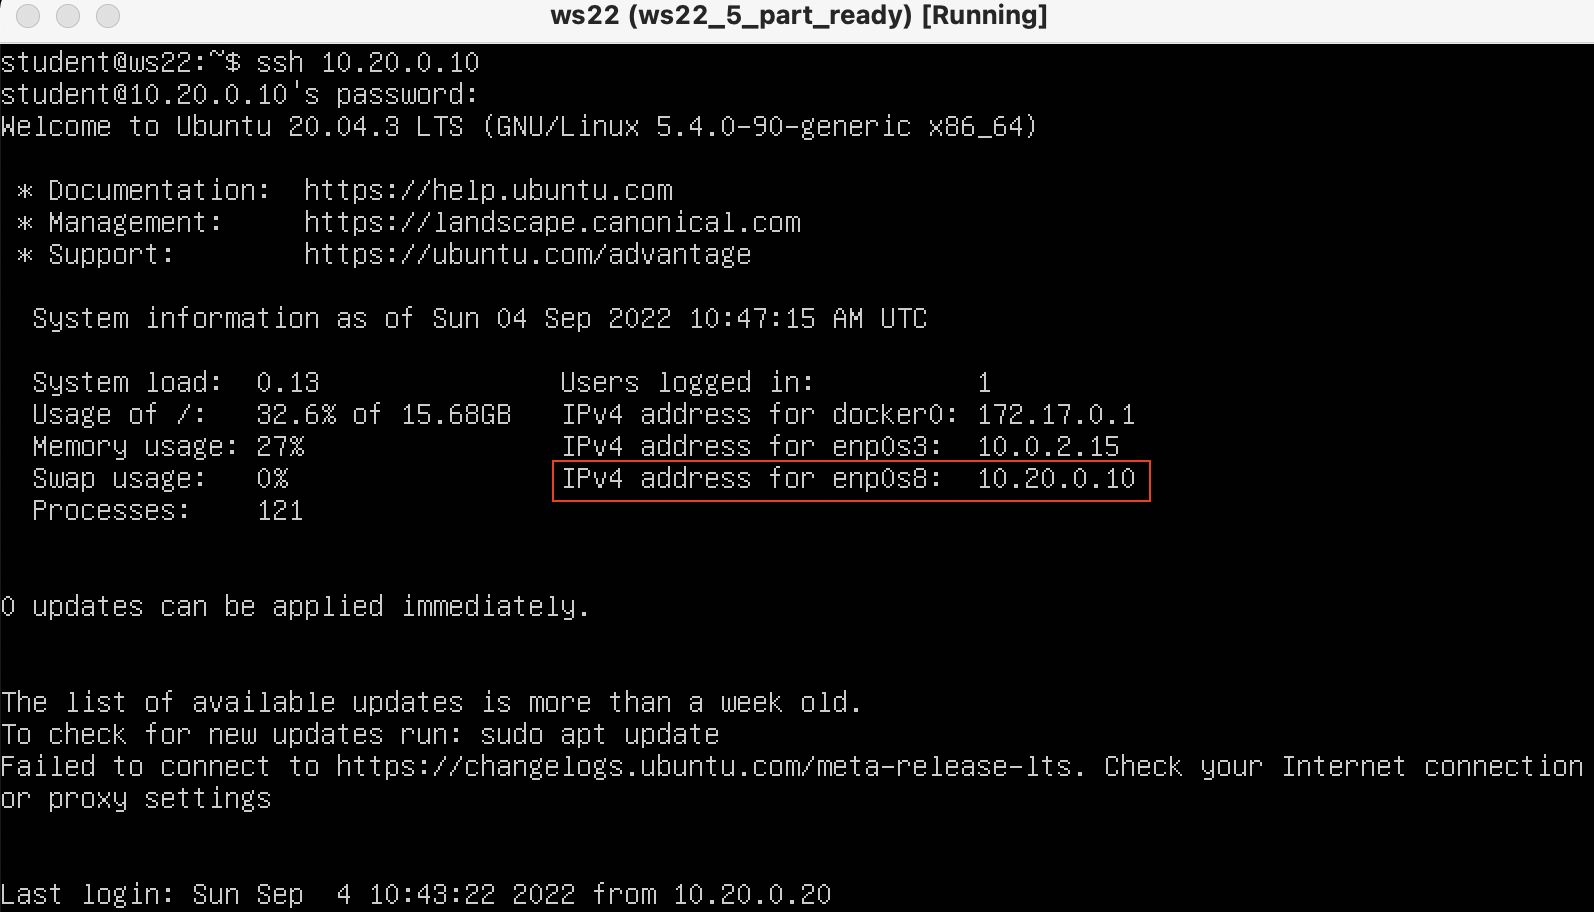 ws22 (ws22_5_part_ready) [Running]
student@ws22:~$ ssh 10.20.0.10
student@10.20.0.10's password:
Welcome to Ubuntu 20.04.3 LTS (GNU/Linux 5.4.0-90-generic x86_64)
* Documentation:  https://help.ubuntu.com
* Management:     https://landscape.canonical.com
* Support:        https://ubuntu.com/advantage
System information as of Sun 04 Sep 2022 10:47:15 AM UTC
System load:  0.13               Users logged in:          1
Usage of /:   32.6% of 15.68GB   IPv4 address for docker0: 172.17.0.1
Memory usage: 27%                IPv4 address for enp0s3:  10.0.2.15
Swap usage:   0%                 IPv4 address for enp0s8:  10.20.0.10
Processes:    121
0 updates can be applied immediately.
The list of available updates is more than a week old.
To check for new updates run: sudo apt update
Failed to connect to https://changelogs.ubuntu.com/meta-release-lts. Check your Internet connection
or proxy settings
Last login: Sun Sep  4 10:43:22 2022 from 10.20.0.20